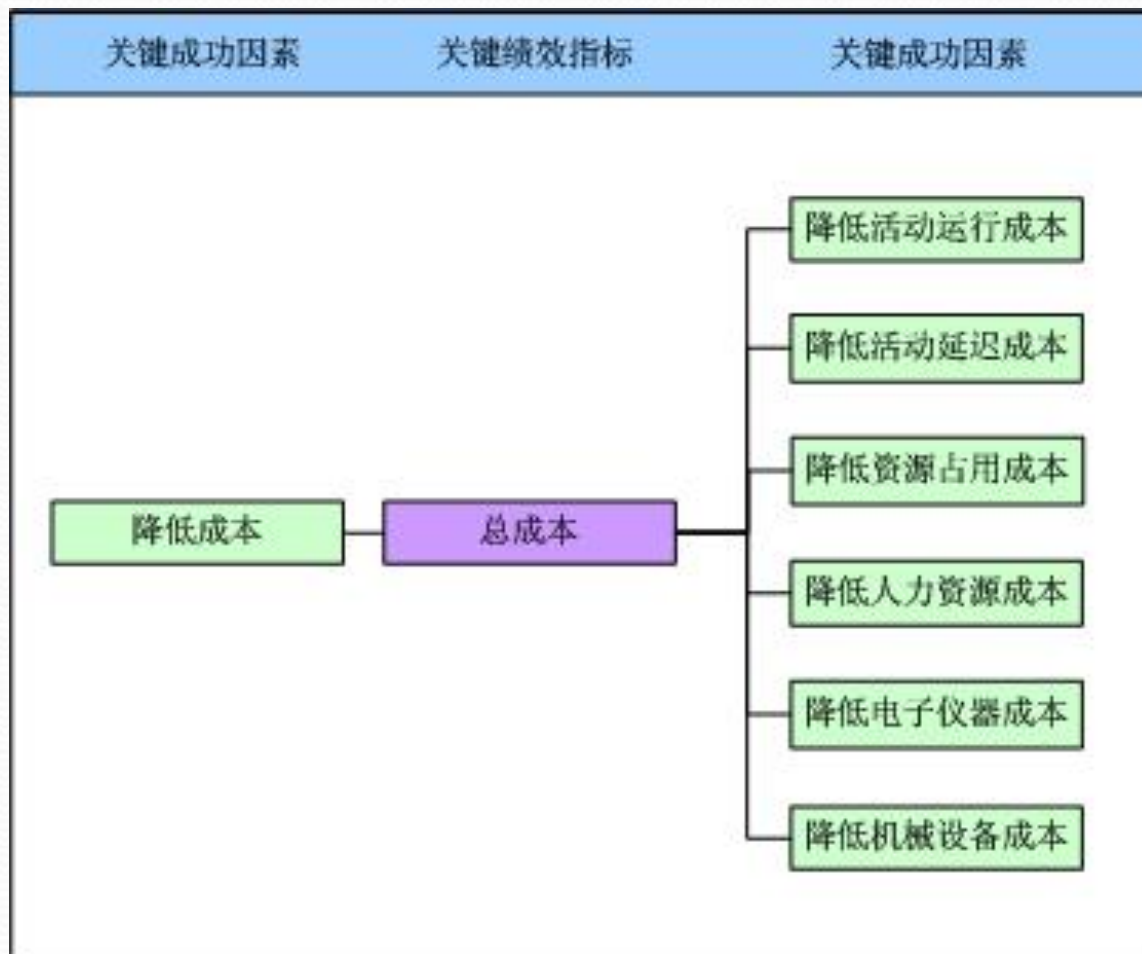 关键成功因素 关键绩效指标 关键成功因素
降低活动运行成本
降低活动延迟成本
降低资源占用成本
降低成本 总成本
降低人力资源成本
降低电子仪器成本
降低机械设备成本